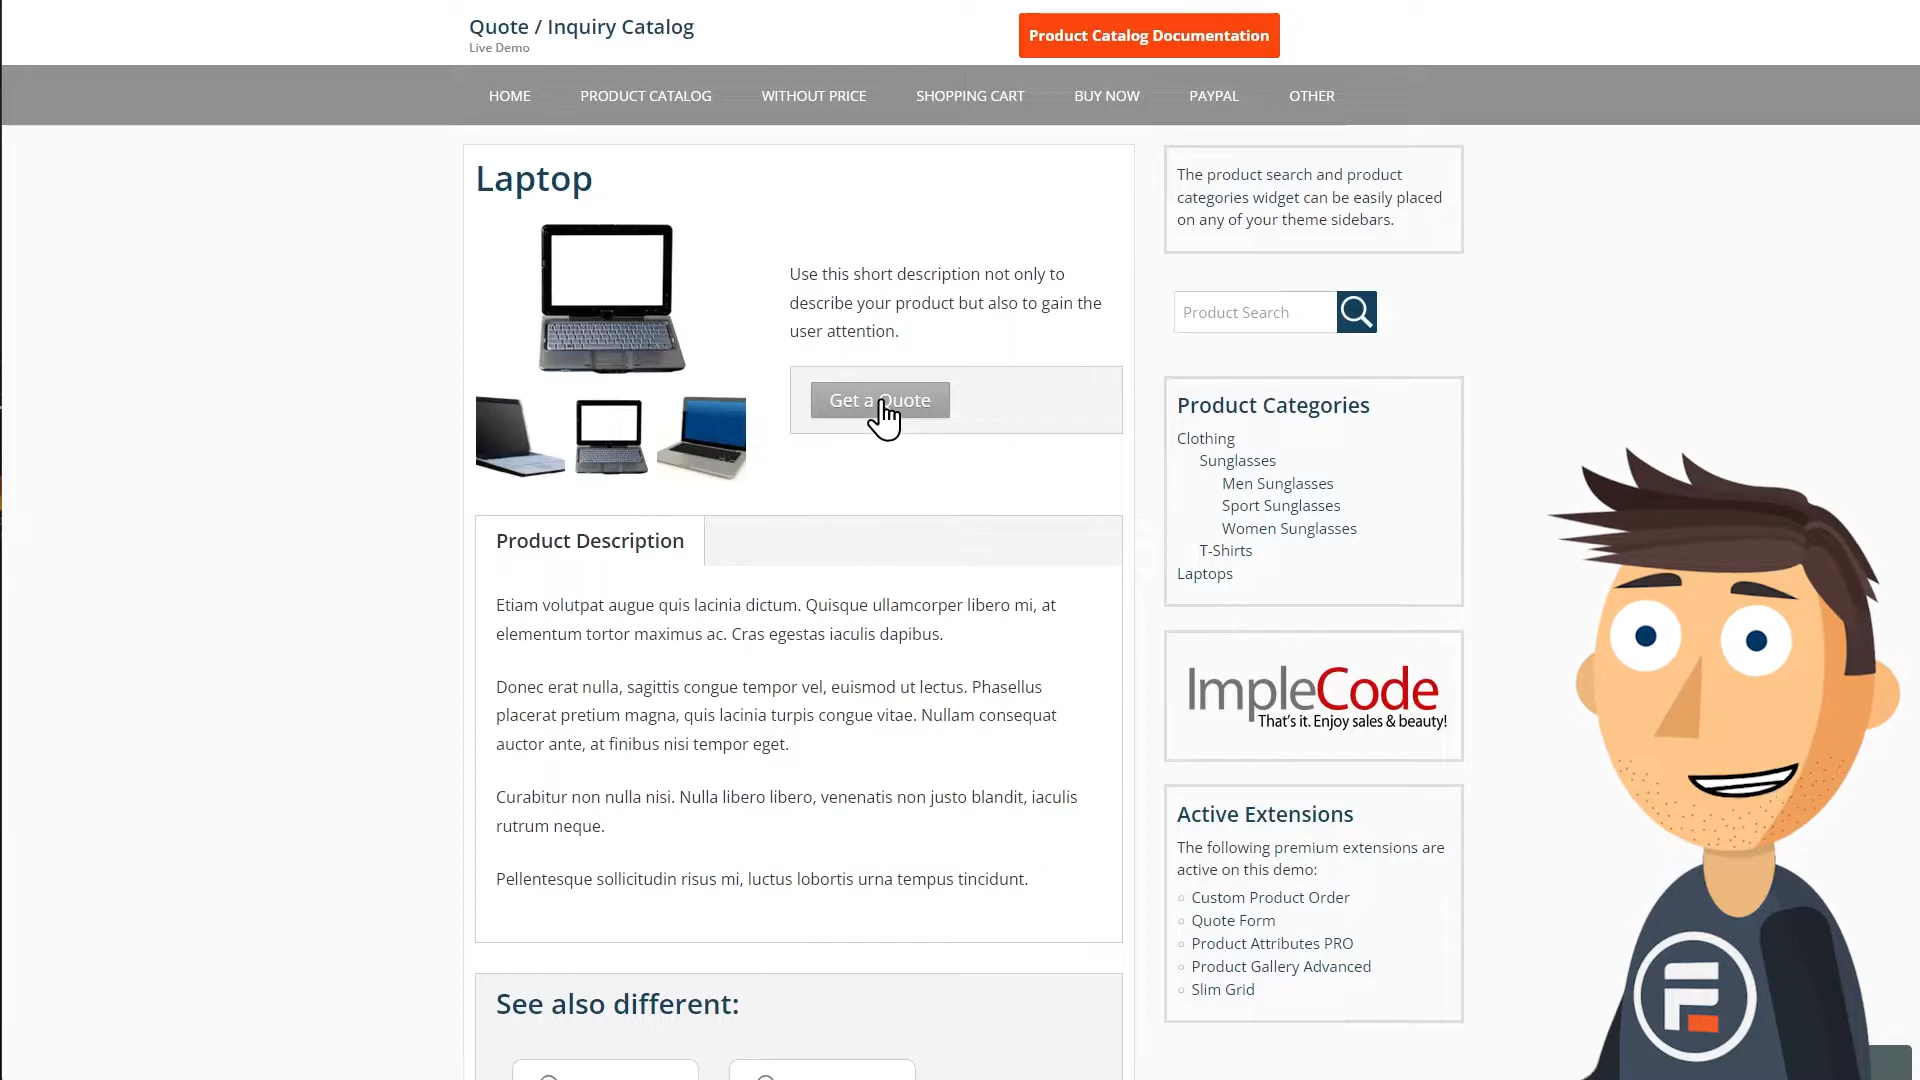 Quote / Inquiry Catalog
Live Demo
Product Catalog Documentation
HOME
PRODUCT CATALOG
WITHOUT PRICE
SHOPPING CART
BUY NOW
PAYPAL
OTHER
Laptop
Use this short description not only to
describe your product but also to gain the
user attention.
Get a Quote
Product Description
Etiam volutpat augue quis lacinia dictum. Quisque ullamcorper libero mi, at
elementum tortor maximus ac. Cras egestas iaculis dapibus.
Donec erat nulla, sagittis congue tempor vel, euismod ut lectus. Phasellus
placerat pretium magna, quis lacinia turpis congue vitae. Nullam consequat
auctor ante, at finibus nisi tempor eget.
Curabitur non nulla nisi. Nulla libero libero, venenatis non justo blandit, iaculis
rutrum neque.
Pellentesque sollicitudin risus mi, luctus lobortis urna tempus tincidunt.
See also different:
The product search and product
categories widget can be easily placed
on any of your theme sidebars.
Product Search
Product Categories
Clothing
Sunglasses
Men Sunglasses
Sport Sunglasses
Women Sunglasses
T-Shirts
Laptops
ImpleCode
That's it. Enjoy sales & beauty!
Active Extensions
The following premium extensions are
active on this demo:
Custom Product Order
Quote Form
Product Attributes PRO
Product Gallery Advanced
Slim Grid